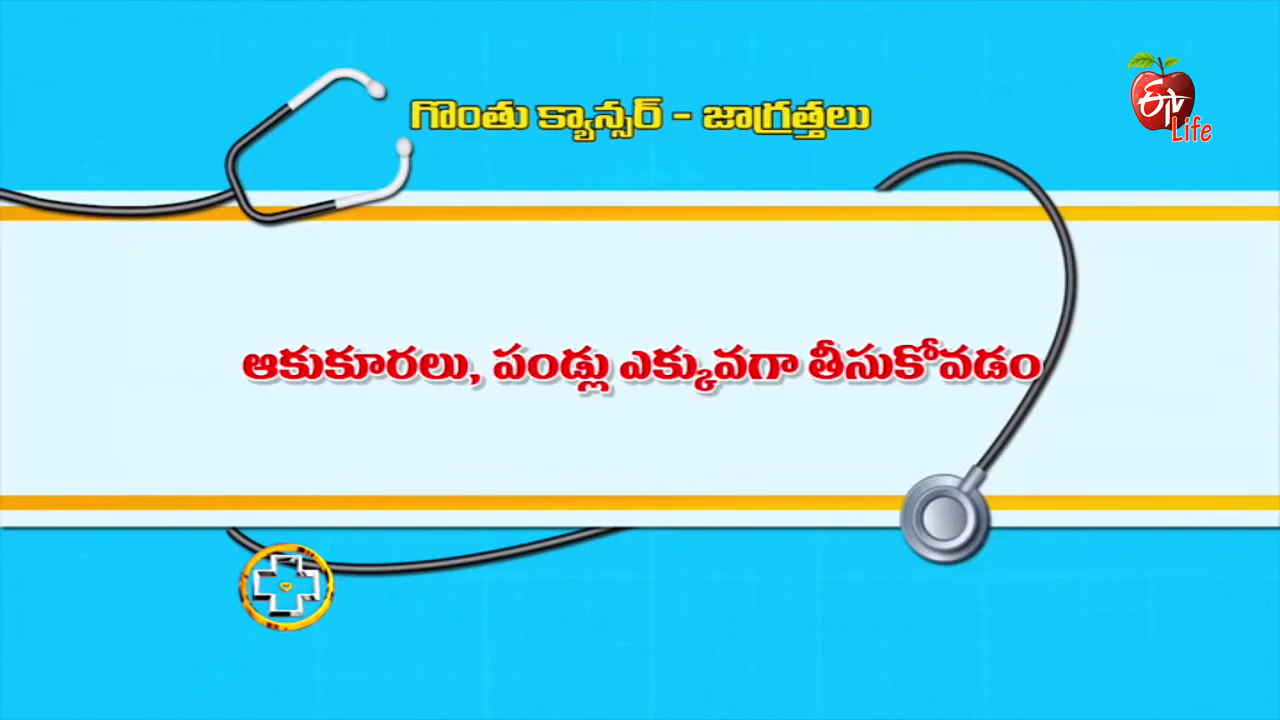 గొంతు క్యాన్సర్ - జాగ్రత్తలు
etv
Life
ఆకుకూరలు, పండ్లు ఎక్కువగా తీసుకోవడం